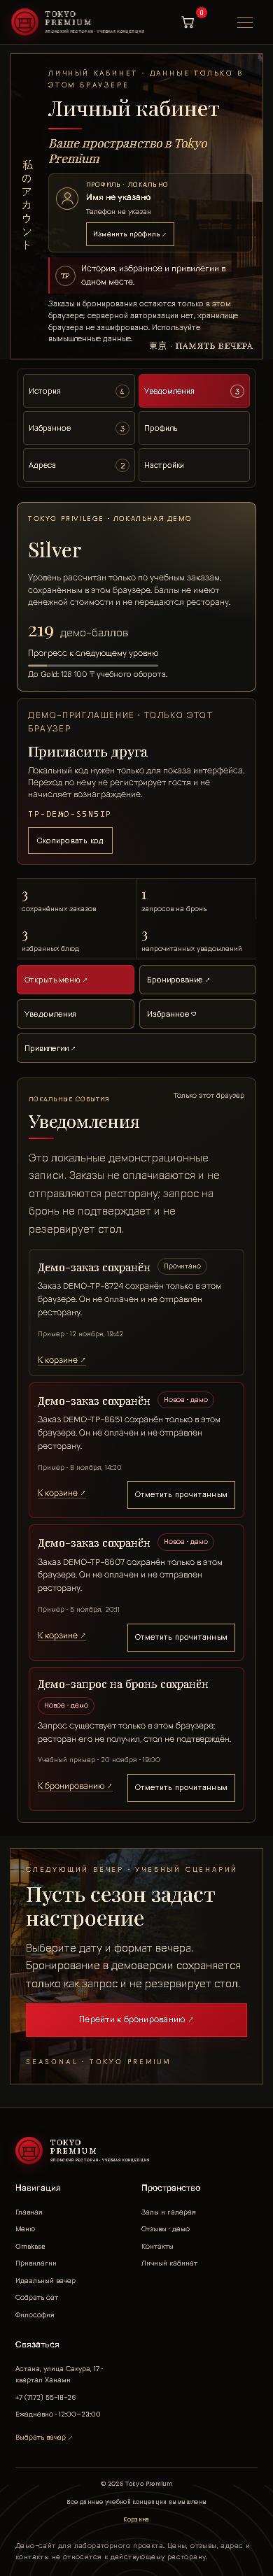 TOKYO
PREMIUM
ЯПОНСКИЙ РЕСТОРАН · УЧЕБНАЯ КОНЦЕПЦИЯ
0
ЛИЧНЫЙ КАБИНЕТ · ДАННЫЕ ТОЛЬКО В
ЭТОМ БРАУЗЕРЕ
Личный кабинет
私のアカウント
Ваше пространство в Tokyo
Premium
ПРОФИЛЬ · ЛОКАЛЬНО
Имя не указано
Телефон не указан
Изменить профиль ↗
TP
История, избранное и привилегии в
одном месте.
Заказы и бронирования остаются только в этом
браузере; серверной авторизации нет, хранилище
браузера не зашифровано. Используйте
вымышленные данные.
東京 · ПАМЯТЬ ВЕЧЕРА
История 4
Уведомления 3
Избранное 3
Профиль
Адреса 2
Настройки
TOKYO PRIVILEGE · ЛОКАЛЬНАЯ ДЕМО
Silver
Уровень рассчитан только по учебным заказам,
сохранённым в этом браузере. Баллы не имеют
денежной стоимости и не передаются ресторану.
219 демо-баллов
Прогресс к следующему уровню
До Gold: 128 100 ₸ учебного оборота.
ДЕМО-ПРИГЛАШЕНИЕ · ТОЛЬКО ЭТОТ
БРАУЗЕР
Пригласить друга
Локальный код нужен только для показа интерфейса.
Переход по нему не регистрирует гостя и не
начисляет вознаграждение.
TP-DEMO-S5N5IP
Скопировать код
3
сохранённых заказов
1
запросов на бронь
3
избранных блюд
3
непрочитанных уведомлений
Открыть меню ↗
Бронирование ↗
Уведомления
Избранное ♡
Привилегии ↗
ЛОКАЛЬНЫЕ СОБЫТИЯ
Только этот браузер
Уведомления
Это локальные демонстрационные
записи. Заказы не оплачиваются и не
отправляются ресторану; запрос на
бронь не подтверждает и не
резервирует стол.
Демо-заказ сохранён Прочитано
Заказ DEMO-TP-8724 сохранён только в этом
браузере. Он не оплачен и не отправлен
ресторану.
Пример · 12 ноября, 19:42
К корзине ↗
Демо-заказ сохранён Новое · демо
Заказ DEMO-TP-8651 сохранён только в этом
браузере. Он не оплачен и не отправлен
ресторану.
Пример · 8 ноября, 14:20
К корзине ↗
Отметить прочитанным
Демо-заказ сохранён Новое · демо
Заказ DEMO-TP-8607 сохранён только в этом
браузере. Он не оплачен и не отправлен
ресторану.
Пример · 5 ноября, 20:11
К корзине ↗
Отметить прочитанным
Демо-запрос на бронь сохранён
Новое · демо
Запрос существует только в этом браузере:
ресторан его не получил, стол не подтверждён.
Учебный пример · 20 ноября · 19:00
К бронированию ↗
Отметить прочитанным
СЛЕДУЮЩИЙ ВЕЧЕР · УЧЕБНЫЙ СЦЕНАРИЙ
Пусть сезон задаст
настроение
Выберите дату и формат вечера.
Бронирование в демоверсии сохраняется
только как запрос и не резервирует стол.
Перейти к бронированию ↗
SEASONAL · TOKYO PREMIUM
TOKYO
PREMIUM
ЯПОНСКИЙ РЕСТОРАН · УЧЕБНАЯ КОНЦЕПЦИЯ
Навигация
Главная
Меню
Omakase
Привилегии
Идеальный вечер
Собрать сет
Философия
Пространство
Залы и галерея
Отзывы · демо
Контакты
Личный кабинет
Связаться
Астана, улица Сакура, 17 ·
квартал Ханами
+7 (7172) 55-18-26
Ежедневно · 12:00–23:00
Выбрать вечер ↗
© 2026 Tokyo Premium
Все данные учебной концепции вымышлены
Корзина
Демо-сайт для лабораторного проекта. Цены, отзывы, адрес и
контакты не относятся к действующему ресторану.